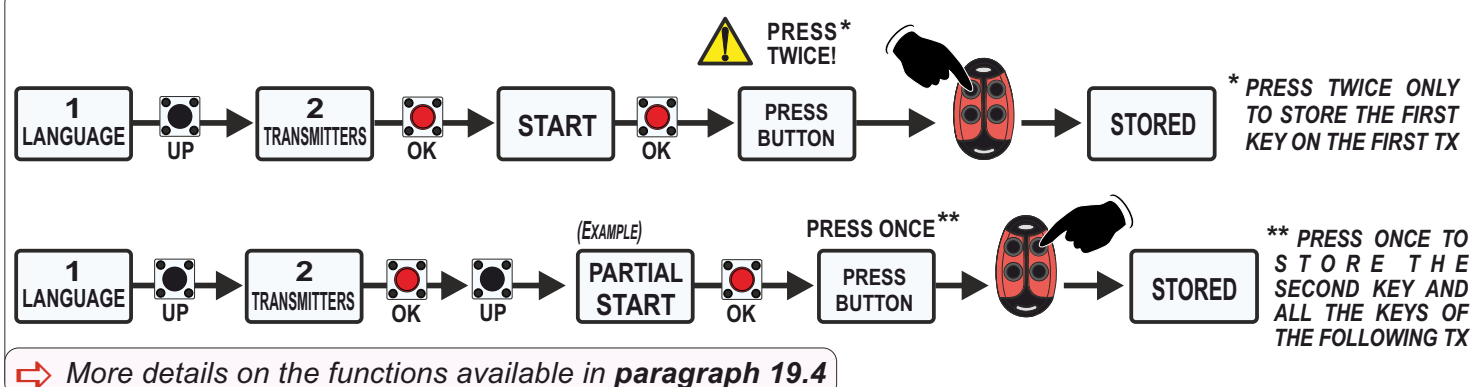 PRESS*
TWICE!
1
LANGUAGE
UP
2
TRANSMITTERS
OK
START
OK
PRESS
BUTTON
STORED
* PRESS TWICE ONLY
TO STORE THE FIRST
KEY ON THE FIRST TX
1
LANGUAGE
UP
2
TRANSMITTERS
OK
UP
(EXAMPLE)
PARTIAL
START
OK
PRESS ONCE**
PRESS
BUTTON
STORED
** PRESS ONCE TO
STORE THE
SECOND KEY AND
ALL THE KEYS OF
THE FOLLOWING TX
More details on the functions available in paragraph 19.4